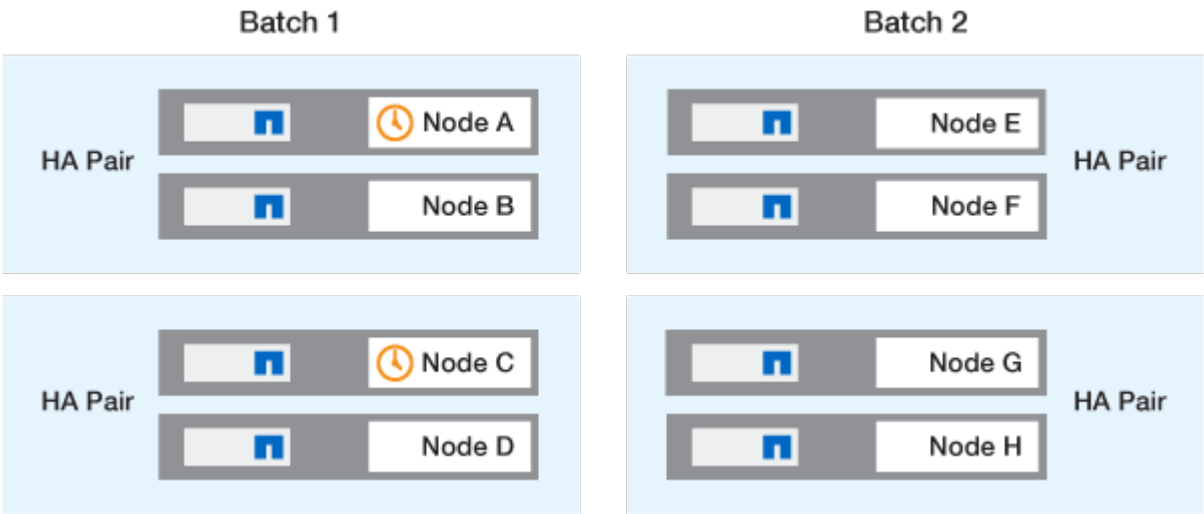 Batch 1
Batch 2
HA Pair
Node A
Node B
Node E
Node F
HA Pair
HA Pair
Node C
Node D
Node G
Node H
HA Pair